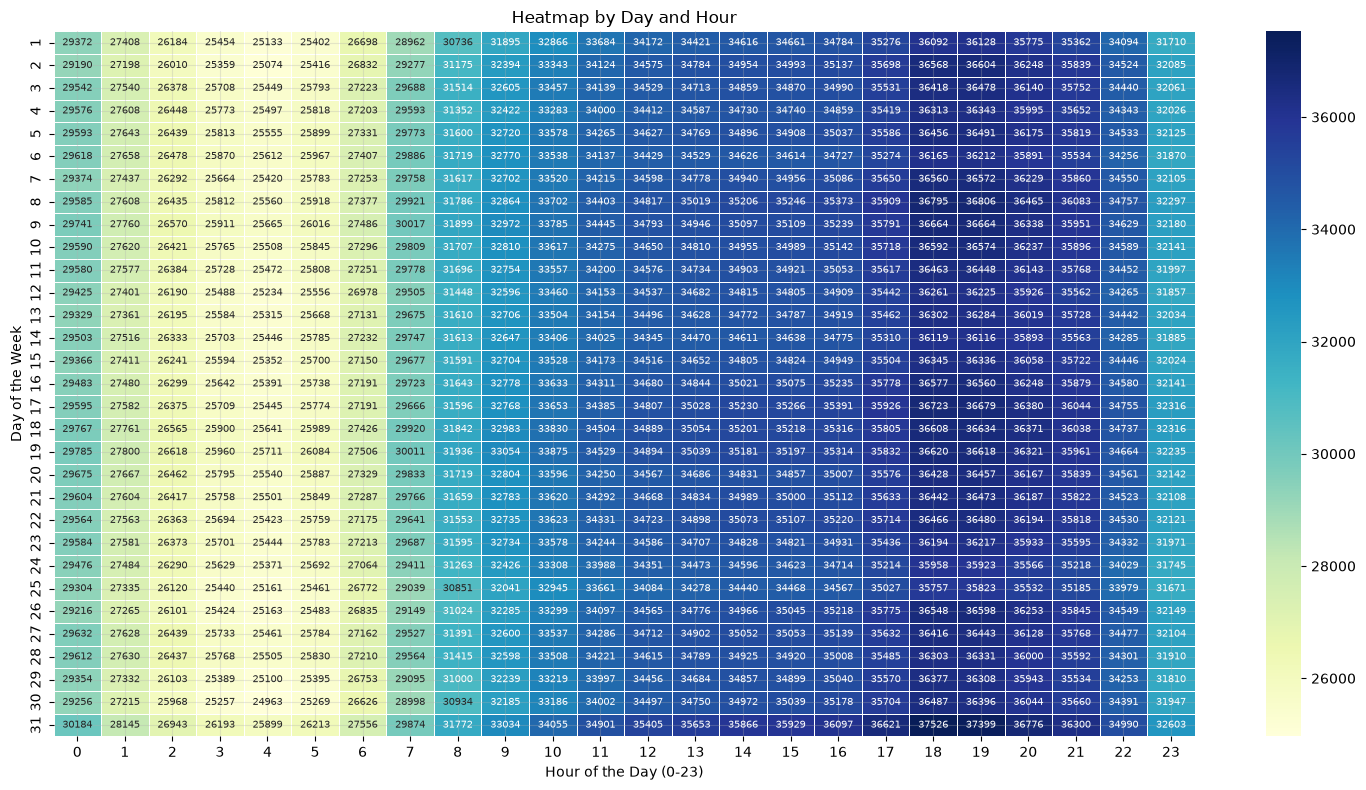 Heatmap by Day and Hour
1 29372 27408 26184 25454 25133 25402 26698 28962 30736 31895 32866 33684 34172 34421 34616 34661 34784 35276 36092 36128 35775 35362 34094 31710
2 29190 27198 26010 25359 25074 25416 26832 29277 31175 32394 33343 34124 34575 34784 34954 34993 35137 35698 36568 36604 36248 35839 34524 32085
3 29542 27540 26378 25708 25449 25793 27223 29688 31514 32605 33457 34139 34529 34713 34859 34870 34990 35531 36418 36478 36140 35752 34440 32061
4 29576 27608 26448 25773 25497 25818 27203 29593 31352 32422 33283 34000 34412 34587 34730 34740 34859 35419 36313 36343 35995 35652 34343 32026
5 29593 27643 26439 25813 25555 25899 27331 29773 31600 32720 33578 34265 34627 34769 34896 34908 35037 35586 36456 36491 36175 35819 34533 32125
6 29618 27658 26478 25870 25612 25967 27407 29886 31719 32770 33538 34137 34429 34529 34626 34614 34727 35274 36165 36212 35891 35534 34256 31870
7 29374 27437 26292 25664 25420 25783 27253 29758 31617 32702 33520 34215 34598 34778 34940 34956 35086 35650 36560 36572 36229 35860 34550 32105
8 29585 27608 26435 25812 25560 25918 27377 29921 31786 32864 33702 34403 34817 35019 35206 35246 35373 35909 36795 36806 36465 36083 34757 32297
9 29741 27760 26570 25911 25665 26016 27486 30017 31899 32972 33785 34445 34793 34946 35097 35109 35239 35791 36664 36664 36338 35951 34629 32180
10 29590 27620 26421 25765 25508 25845 27296 29809 31707 32810 33617 34275 34650 34810 34955 34989 35142 35718 36592 36574 36237 35896 34589 32141
11 29580 27577 26384 25728 25472 25808 27251 29778 31696 32754 33557 34200 34576 34734 34903 34921 35053 35617 36463 36448 36143 35768 34452 31997
12 29425 27401 26190 25488 25234 25556 26978 29505 31448 32596 33460 34153 34537 34682 34815 34805 34909 35442 36261 36225 35926 35562 34265 31857
13 29329 27361 26195 25584 25315 25668 27131 29675 31610 32706 33504 34154 34496 34628 34772 34787 34919 35462 36302 36284 36019 35728 34442 32034
14 29503 27516 26333 25703 25446 25785 27232 29747 31613 32647 33406 34025 34345 34470 34611 34638 34775 35310 36119 36116 35893 35563 34285 31885
15 29366 27411 26241 25594 25352 25700 27150 29677 31591 32704 33528 34173 34516 34652 34805 34824 34949 35504 36345 36336 36058 35722 34446 32024
16 29483 27480 26299 25642 25391 25738 27191 29723 31643 32778 33633 34311 34680 34844 35021 35075 35235 35778 36577 36560 36248 35879 34580 32141
17 29595 27582 26375 25709 25445 25774 27191 29666 31596 32768 33653 34385 34807 35028 35230 35266 35391 35926 36723 36679 36380 36044 34755 32316
18 29767 27761 26565 25900 25641 25989 27426 29920 31842 32983 33830 34504 34889 35054 35201 35218 35316 35805 36608 36634 36371 36038 34737 32316
19 29785 27800 26618 25960 25711 26084 27506 30011 31936 33054 33875 34529 34894 35039 35181 35197 35314 35832 36620 36618 36321 35961 34664 32235
20 29675 27667 26462 25795 25540 25887 27329 29833 31719 32804 33596 34250 34567 34686 34831 34857 35007 35576 36428 36457 36167 35839 34561 32142
21 29604 27604 26417 25758 25501 25849 27287 29766 31659 32783 33620 34292 34668 34834 34989 35000 35112 35633 36442 36473 36187 35822 34523 32108
22 29564 27563 26363 25694 25423 25759 27175 29641 31553 32735 33623 34331 34723 34898 35073 35107 35220 35714 36466 36480 36194 35818 34530 32121
23 29584 27581 26373 25701 25444 25783 27213 29687 31595 32734 33578 34244 34586 34707 34828 34821 34931 35436 36194 36217 35933 35595 34332 31971
24 29476 27484 26290 25629 25371 25692 27064 29411 31263 32426 33308 33988 34351 34473 34596 34623 34714 35214 35958 35923 35566 35218 34029 31745
25 29304 27335 26120 25440 25161 25461 26772 29039 30851 32041 32945 33661 34084 34278 34440 34468 34567 35027 35757 35823 35532 35185 33979 31671
26 29216 27265 26101 25424 25163 25483 26835 29149 31024 32285 33299 34097 34565 34776 34966 35045 35218 35775 36548 36598 36253 35845 34549 32149
27 29632 27628 26439 25733 25461 25784 27162 29527 31391 32600 33537 34286 34712 34902 35052 35053 35139 35632 36416 36443 36128 35768 34477 32104
28 29612 27630 26437 25768 25505 25830 27210 29564 31415 32598 33508 34221 34615 34789 34925 34920 35008 35485 36303 36331 36000 35592 34301 31910
29 29354 27332 26103 25389 25100 25395 26753 29095 31000 32239 33219 33997 34456 34684 34857 34899 35040 35570 36377 36308 35943 35534 34253 31810
30 29256 27215 25968 25257 24963 25269 26626 28998 30934 32185 33186 34002 34497 34750 34972 35026 35178 35704 36487 36396 36044 35660 34391 31947
31 30184 28145 26943 26193 25899 26213 27556 29874 31772 33034 34055 34901 35405 35653 35866 35929 36097 36621 37526 37399 36776 36300 34990 32603
0 1 2 3 4 5 6 7 8 9 10 11 12 13 14 15 16 17 18 19 20 21 22 23
Hour of the Day (0-23)
Day of the Week
36000
34000
32000
30000
28000
26000